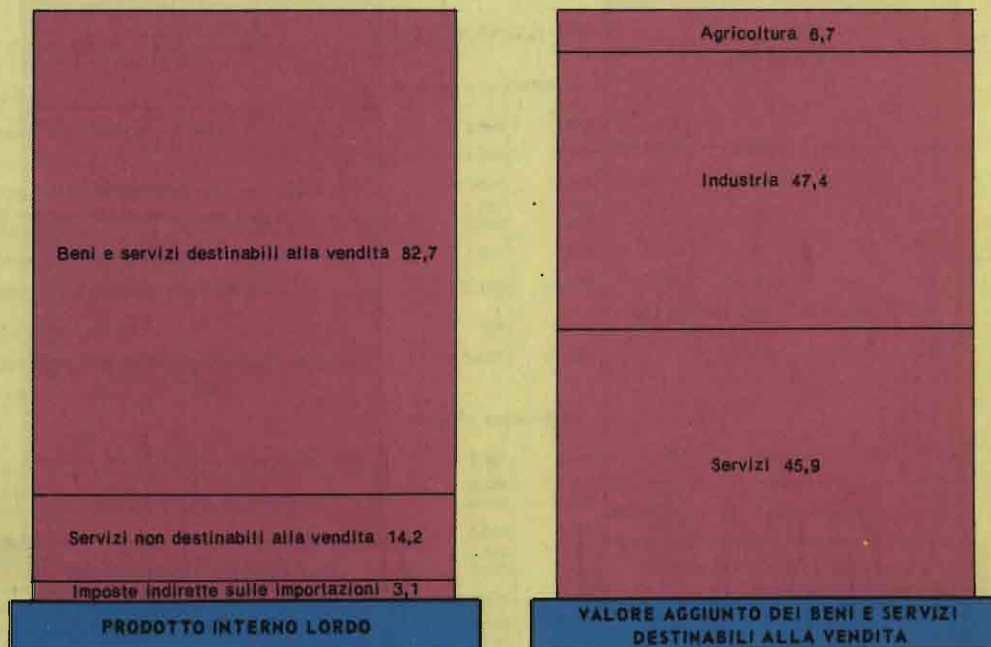 Beni e servizi destinabili alla vendita 82,7
Servizi non destinabili alla vendita 14,2
Imposte indirette sulle importazioni 3,1
PRODOTTO INTERNO LORDO
Agricoltura 6,7
Industria 47,4
Servizi 45,9
VALORE AGGIUNTO DEI BENI E SERVIZI
DESTINABILI ALLA VENDITA